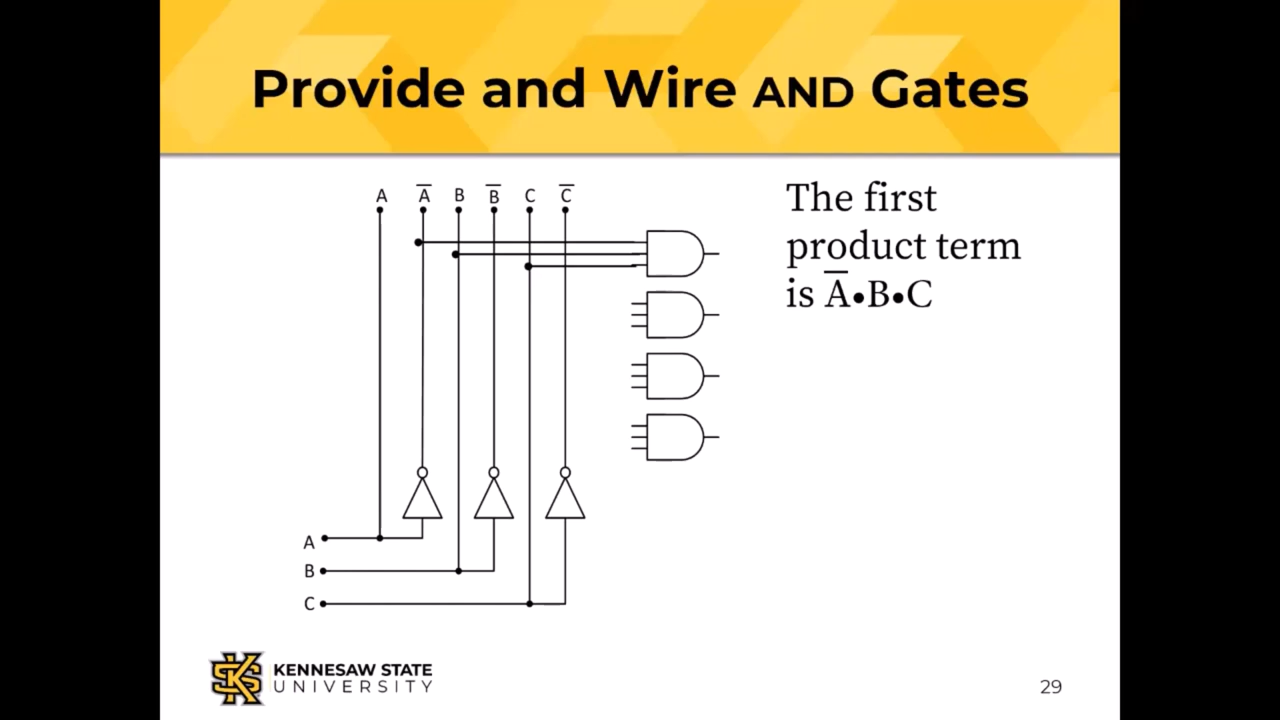 Provide and Wire AND Gates
A A̅ B B̅ C C̅
The first
product term
is A̅•B•C
A
B
C
KENNESAW STATE
UNIVERSITY
29